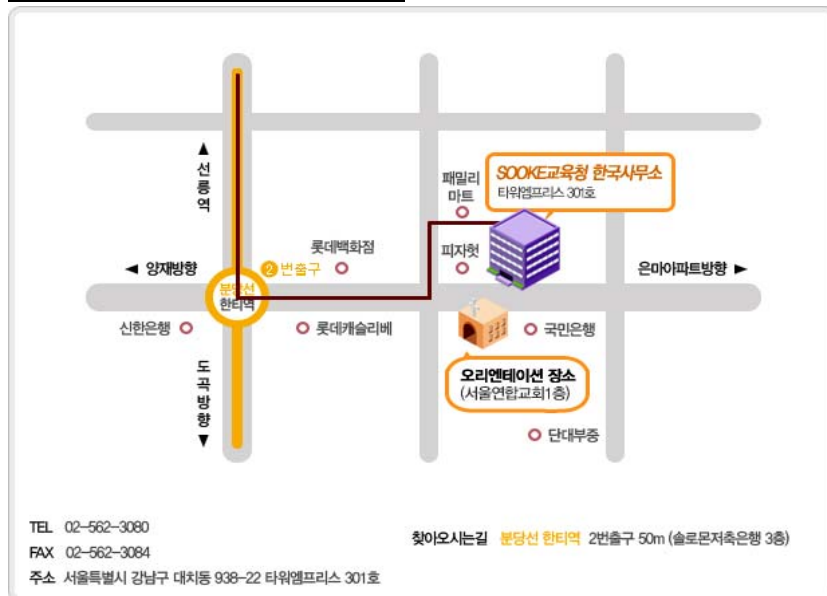 ▲
선
릉
역
패밀리
마트
SOOKE교육청 한국사무소
타워엠프리스 301호
롯데백화점
피자헛
◀ 양재방향
2 번출구
은마아파트방향 ▶
분당선
한티역
신한은행
롯데캐슬리베
국민은행
도
곡
방
향
▼
오리엔테이션 장소
(서울연합교회1층)
단대부중
TEL 02-562-3080
FAX 02-562-3084
주소 서울특별시 강남구 대치동 938-22 타워엠프리스 301호
찾아오시는길 분당선 한티역 2번출구 50m (솔로몬저축은행 3층)